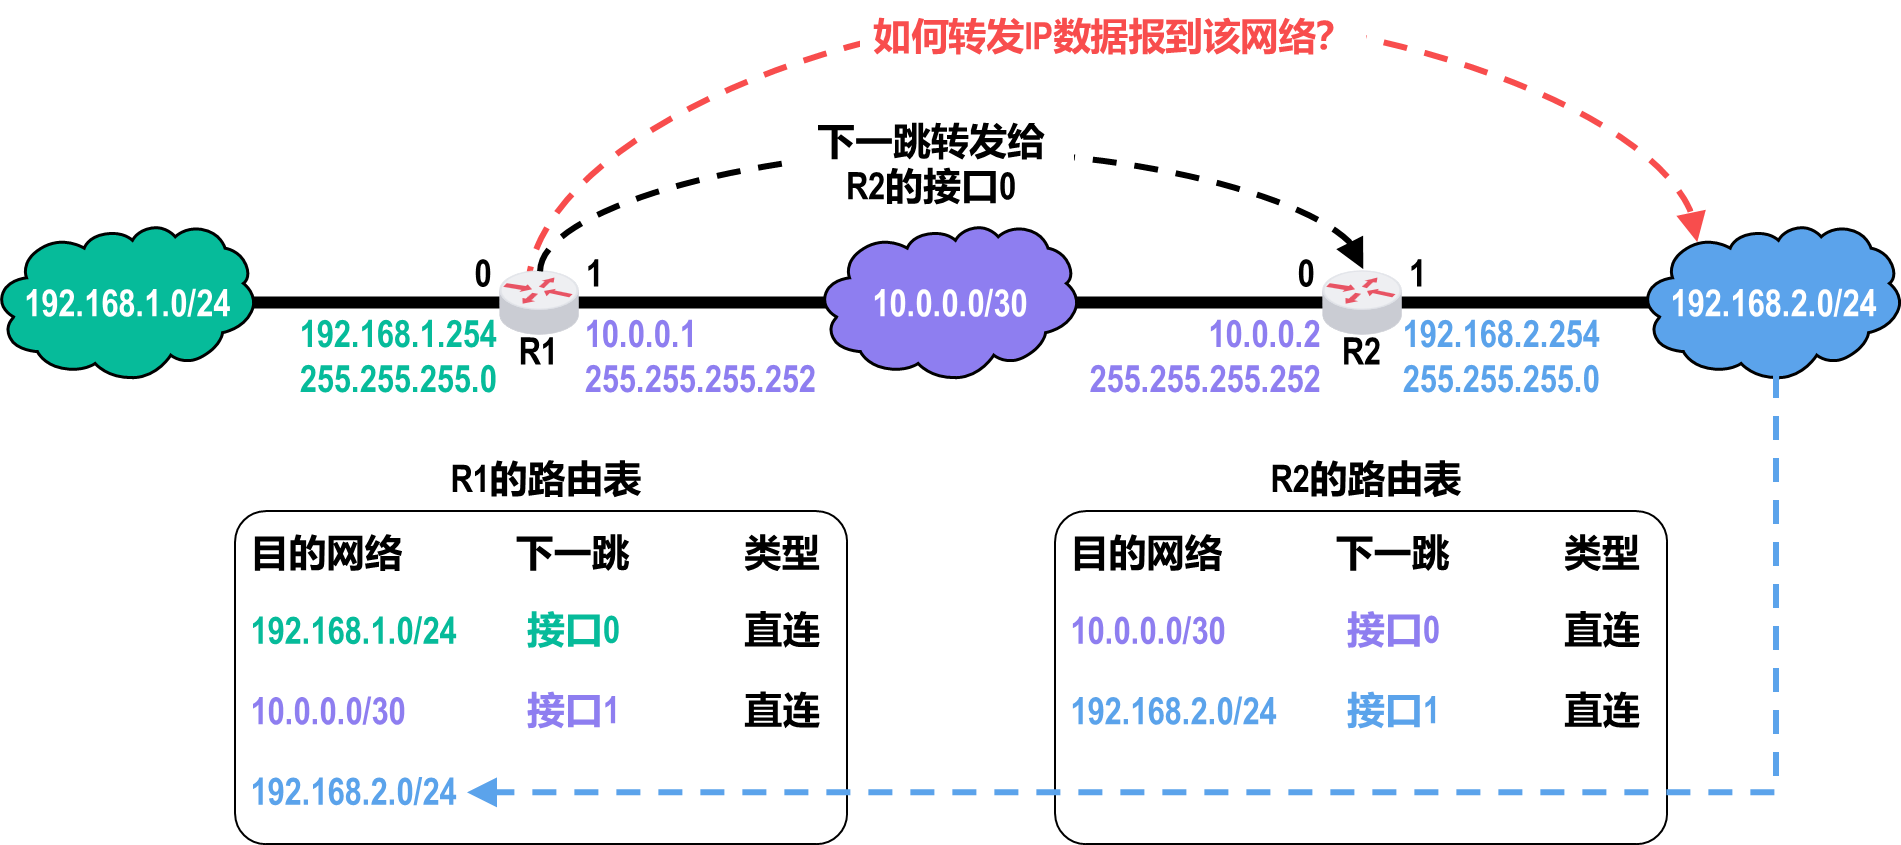 如何转发IP数据报到该网络?
下一跳转发给
R2的接口0
0
1
0
1
192.168.1.0/24
10.0.0.0/30
192.168.2.0/24
192.168.1.254
255.255.255.0
R1
10.0.0.1
255.255.255.252
10.0.0.2
255.255.255.252
R2
192.168.2.254
255.255.255.0
R1的路由表
目的网络 下一跳 类型
192.168.1.0/24 接口0 直连
10.0.0.0/30 接口1 直连
192.168.2.0/24
R2的路由表
目的网络 下一跳 类型
10.0.0.0/30 接口0 直连
192.168.2.0/24 接口1 直连